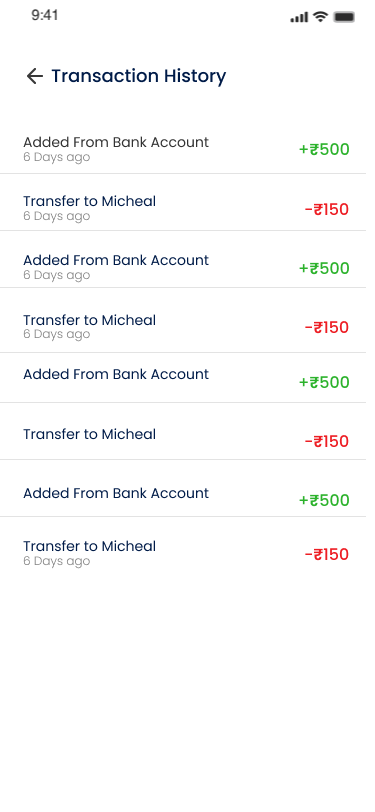 9:41
Transaction History
Added From Bank Account
6 Days ago
+₹500
Transfer to Micheal
6 Days ago
-₹150
Added From Bank Account
6 Days ago
+₹500
Transfer to Micheal
6 Days ago
-₹150
Added From Bank Account
+₹500
Transfer to Micheal
-₹150
Added From Bank Account
+₹500
Transfer to Micheal
6 Days ago
-₹150